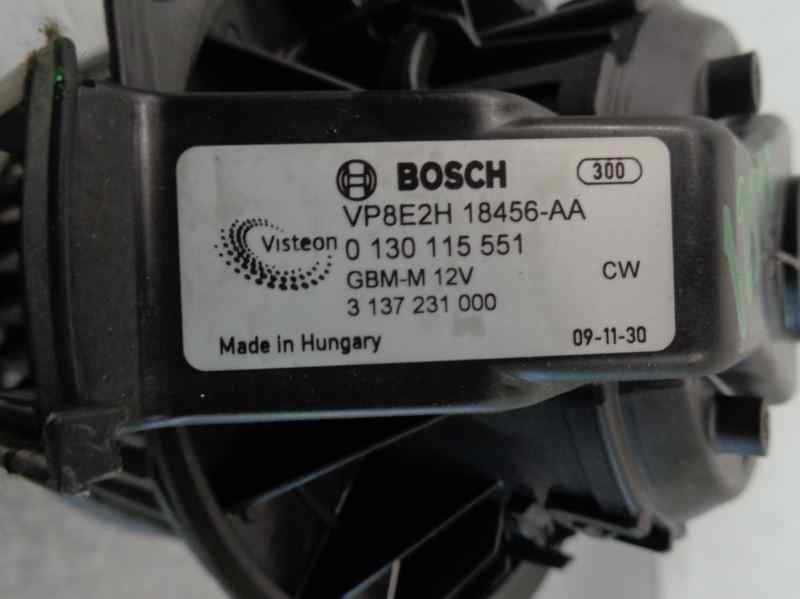 BOSCH 300
VP8E2H 18456-AA
Visteon 0 130 115 551
GBM-M 12V CW
3 137 231 000
Made in Hungary 09-11-30